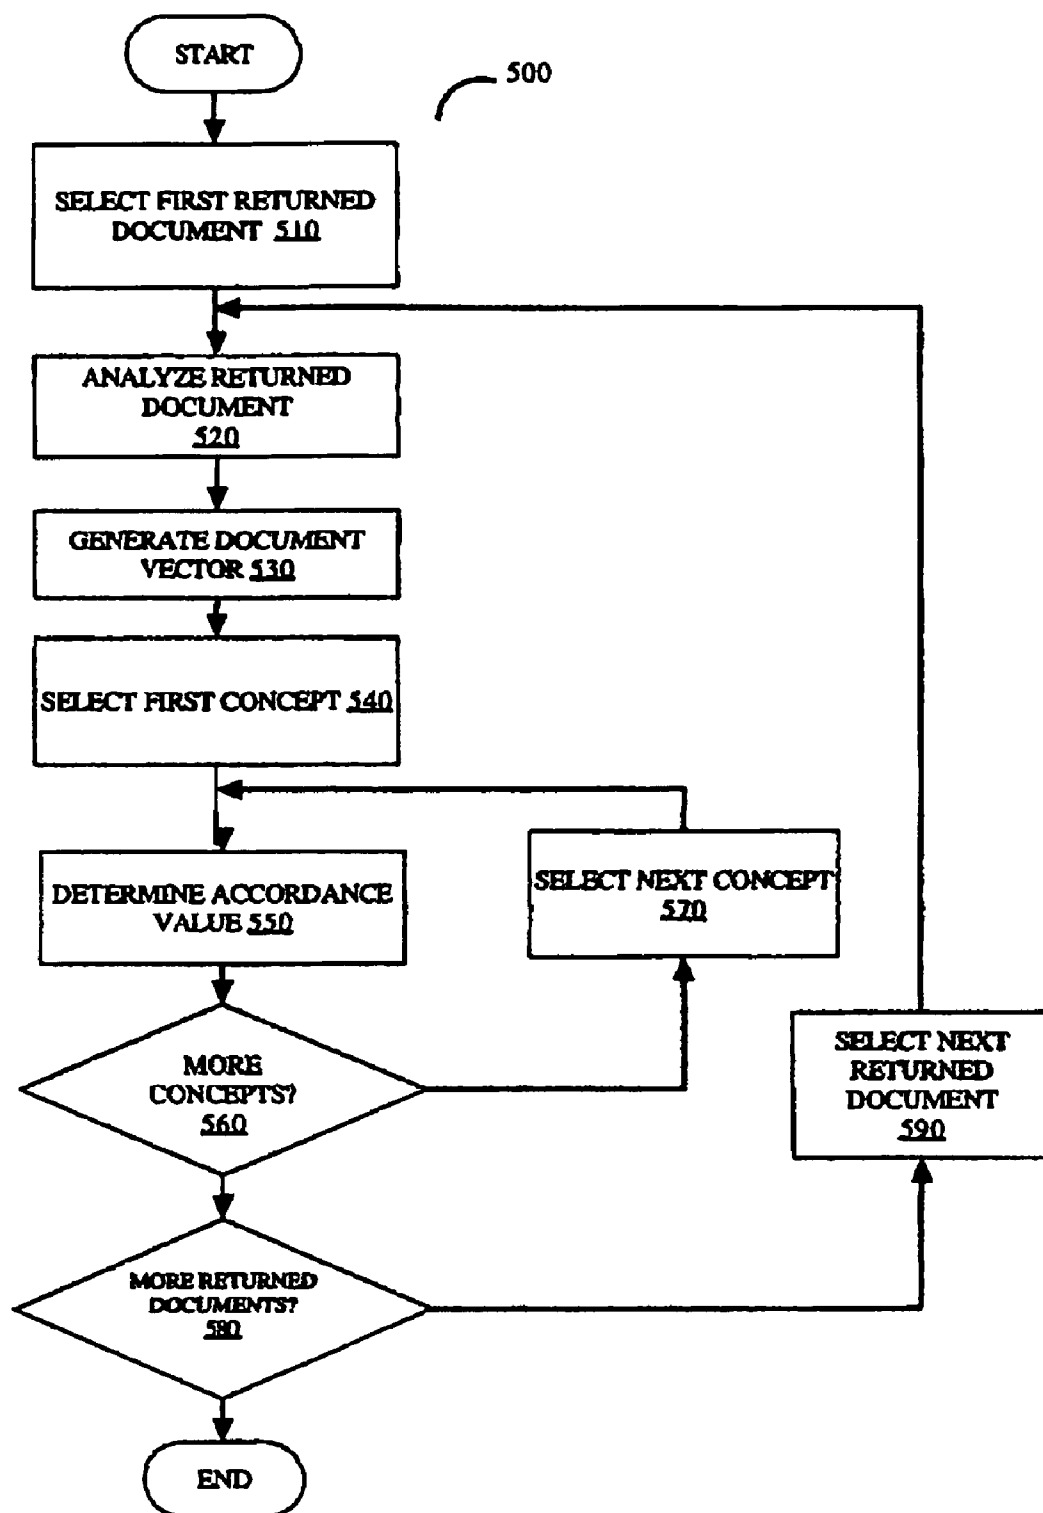 START
500
SELECT FIRST RETURNED
DOCUMENT 510
ANALYZE RETURNED
DOCUMENT
520
GENERATE DOCUMENT
VECTOR 530
SELECT FIRST CONCEPT 540
DETERMINE ACCORDANCE
VALUE 550
SELECT NEXT CONCEPT
570
MORE
CONCEPTS?
560
SELECT NEXT
RETURNED
DOCUMENT
590
MORE RETURNED
DOCUMENTS?
580
END